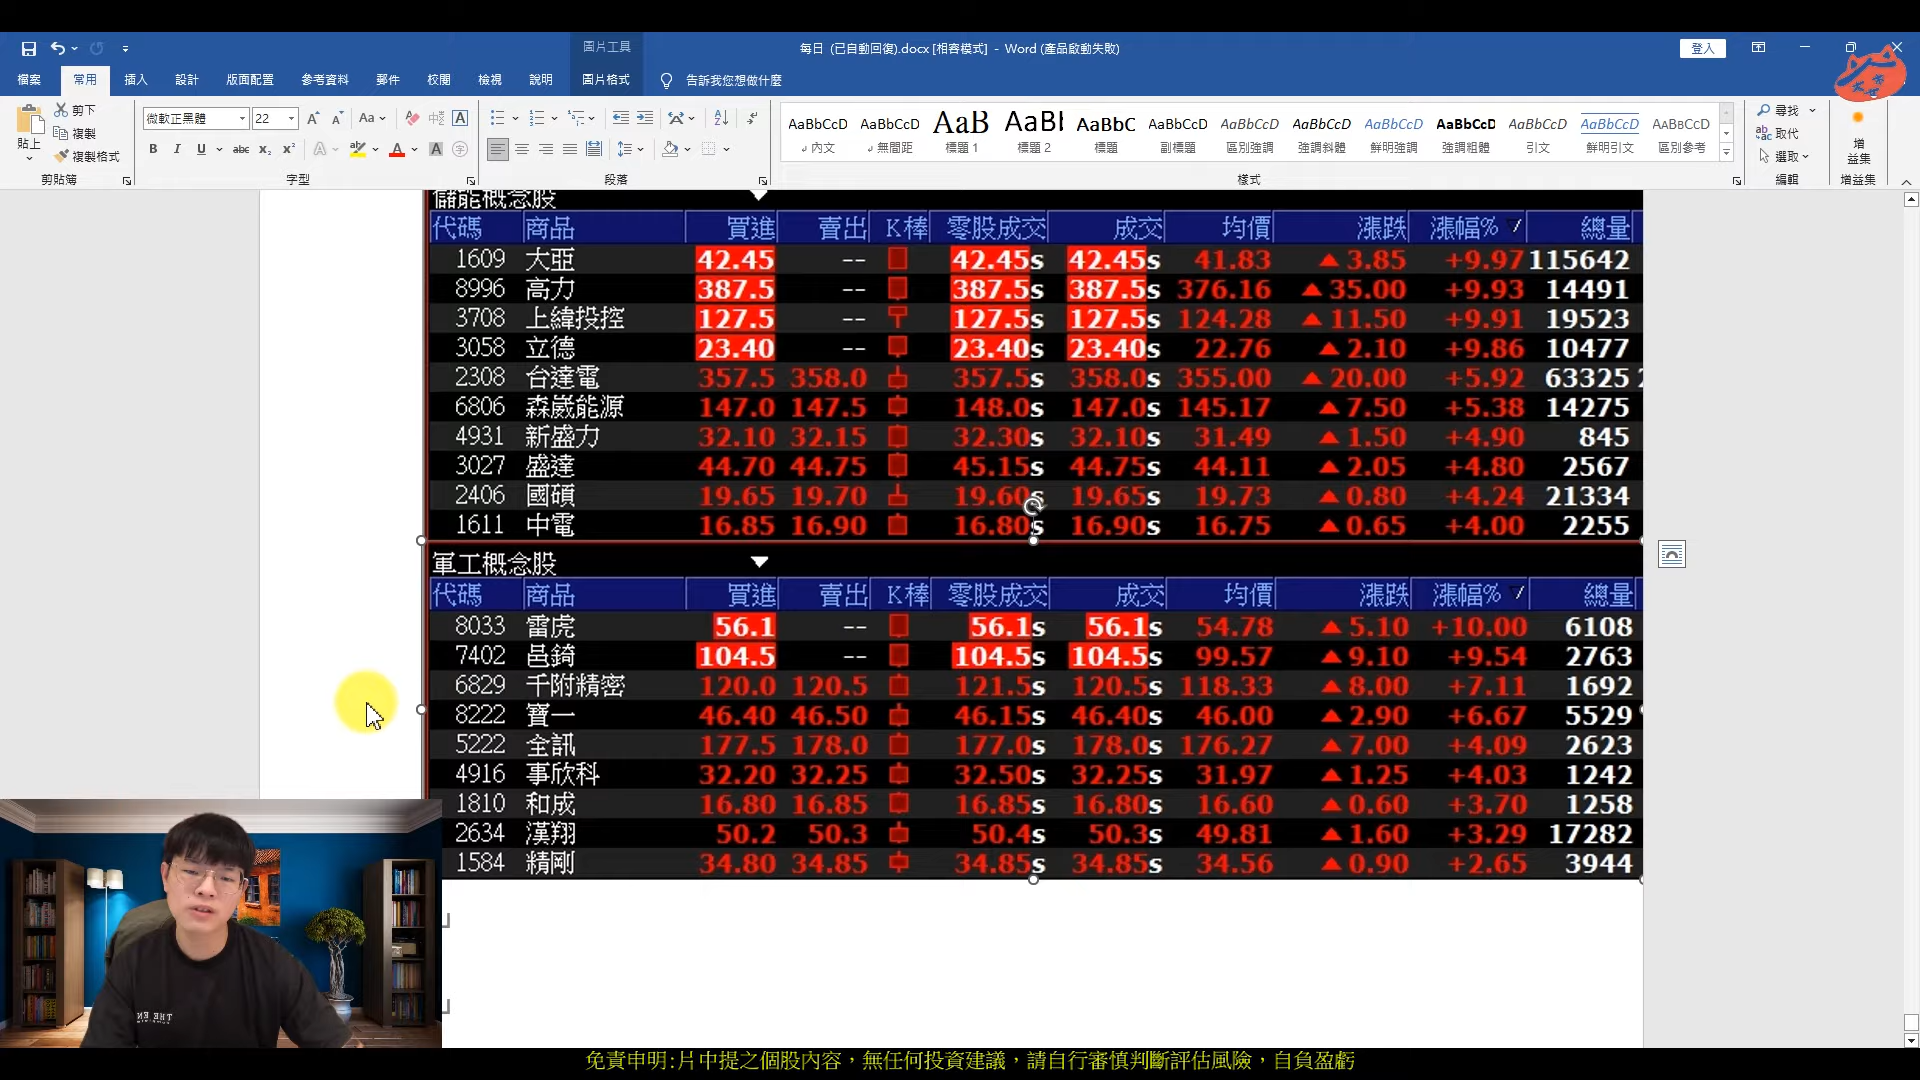 圖片工具
每日 (已自動回復).docx [相容模式] - Word (產品啟動失敗)
登入
檔案 常用 插入 設計 版面配置 參考資料 郵件 校閱 檢視 說明 圖片格式 告訴我您想做什麼
貼上 剪下 複製 複製格式 剪貼簿
微軟正黑體 22 Aa 中 A
B I U abc x₂ x² A A A 字
字型
段落
AaBbCcD AaBbCcD AaB AaBl AaBbC AaBbCcD AaBbCcD AaBbCcD AaBbCcD AaBbCcD AaBbCcD AaBbCcD AABBCCD
內文 無間距 標題 1 標題 2 標題 副標題 區別強調 強調斜體 鮮明強調 強調粗體 引文 鮮明引文 區別參考
樣式
尋找 取代 選取 編輯
增益集 增益集
儲能概念股
代碼 商品 買進 賣出 K棒 零股成交 成交 均價 漲跌 漲幅% 總量
1609 大亞 42.45 -- 42.45s 42.45s 41.83 ▲ 3.85 +9.97 115642
8996 高力 387.5 -- 387.5s 387.5s 376.16 ▲ 35.00 +9.93 14491
3708 上緯投控 127.5 -- 127.5s 127.5s 124.28 ▲ 11.50 +9.91 19523
3058 立德 23.40 -- 23.40s 23.40s 22.76 ▲ 2.10 +9.86 10477
2308 台達電 357.5 358.0 357.5s 358.0s 355.00 ▲ 20.00 +5.92 63325
6806 森崴能源 147.0 147.5 148.0s 147.0s 145.17 ▲ 7.50 +5.38 14275
4931 新盛力 32.10 32.15 32.30s 32.10s 31.49 ▲ 1.50 +4.90 845
3027 盛達 44.70 44.75 45.15s 44.75s 44.11 ▲ 2.05 +4.80 2567
2406 國碩 19.65 19.70 19.60s 19.65s 19.73 ▲ 0.80 +4.24 21334
1611 中電 16.85 16.90 16.80s 16.90s 16.75 ▲ 0.65 +4.00 2255
軍工概念股
代碼 商品 買進 賣出 K棒 零股成交 成交 均價 漲跌 漲幅% 總量
8033 雷虎 56.1 -- 56.1s 56.1s 54.78 ▲ 5.10 +10.00 6108
7402 邑錡 104.5 -- 104.5s 104.5s 99.57 ▲ 9.10 +9.54 2763
6829 千附精密 120.0 120.5 121.5s 120.5s 118.33 ▲ 8.00 +7.11 1692
8222 寶一 46.40 46.50 46.15s 46.40s 46.00 ▲ 2.90 +6.67 5529
5222 全訊 177.5 178.0 177.0s 178.0s 176.27 ▲ 7.00 +4.09 2623
4916 事欣科 32.20 32.25 32.50s 32.25s 31.97 ▲ 1.25 +4.03 1242
1810 和成 16.80 16.85 16.85s 16.80s 16.60 ▲ 0.60 +3.70 1258
2634 漢翔 50.2 50.3 50.4s 50.3s 49.81 ▲ 1.60 +3.29 17282
1584 精剛 34.80 34.85 34.85s 34.85s 34.56 ▲ 0.90 +2.65 3944
免責申明:片中提之個股內容，無任何投資建議，請自行審慎判斷評估風險，自負盈虧